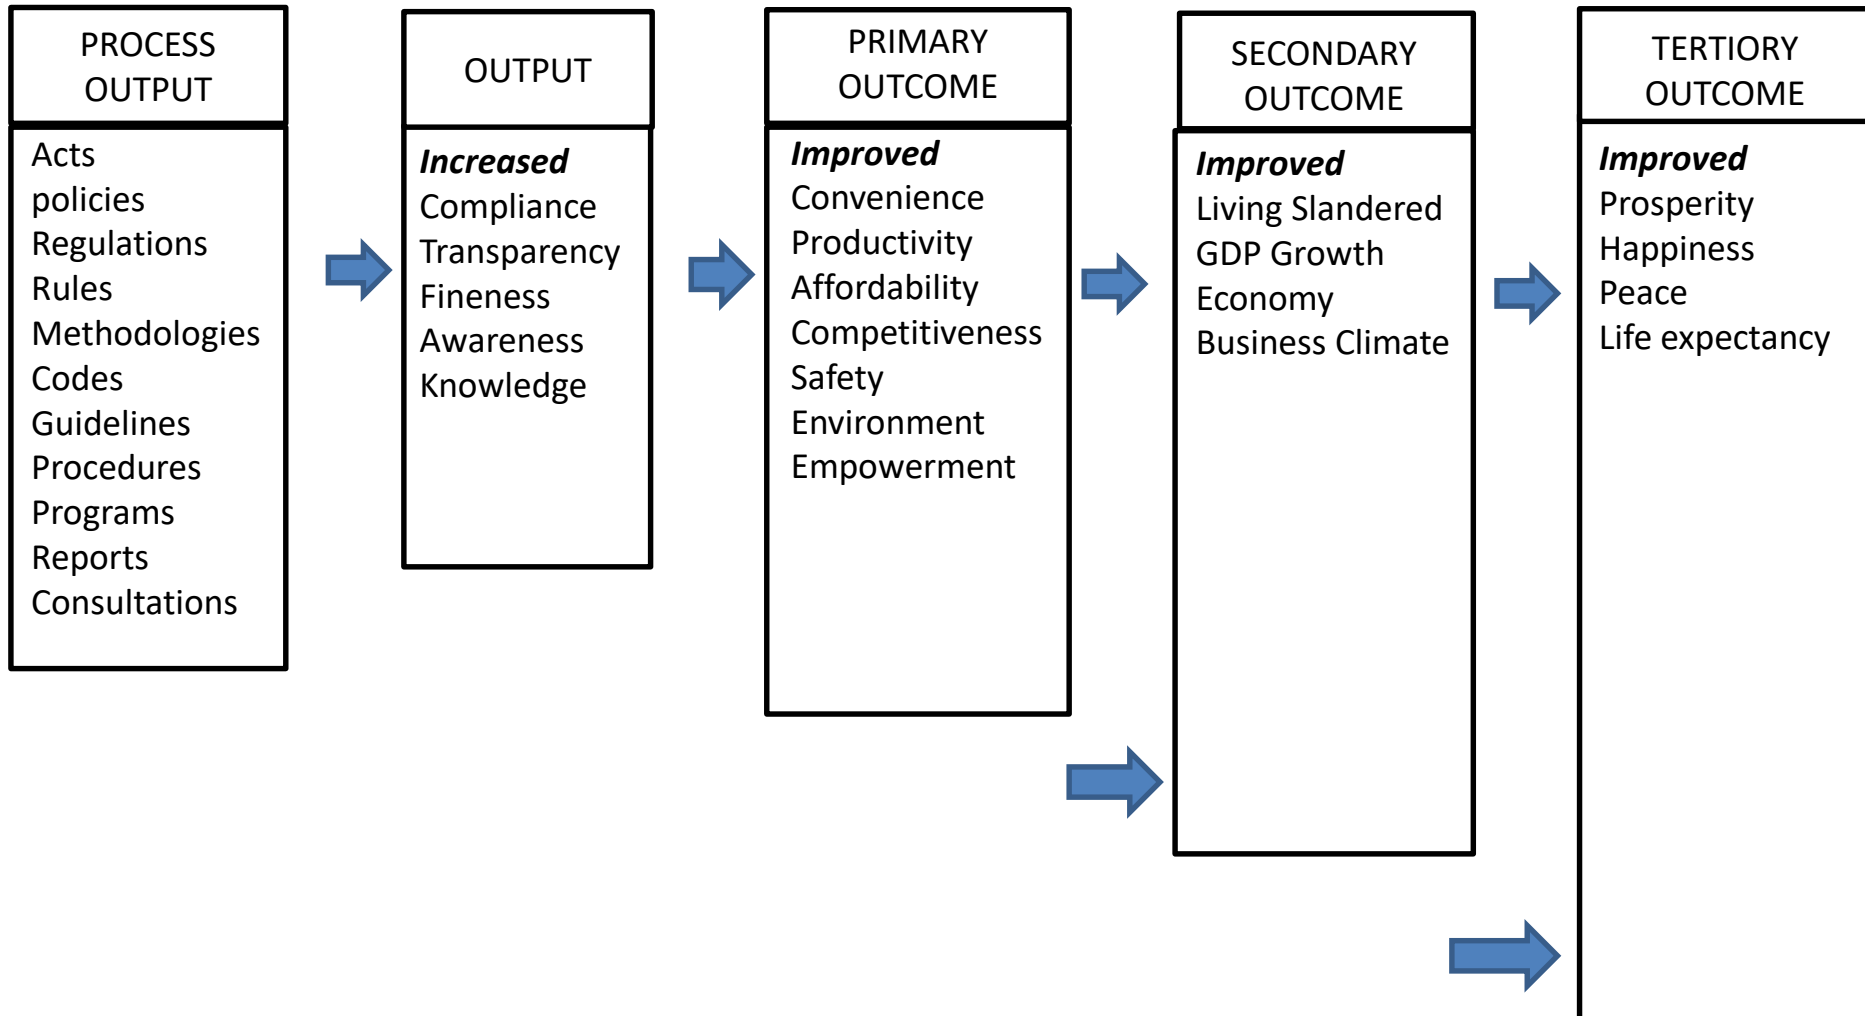 PROCESS
OUTPUT
Acts
policies
Regulations
Rules
Methodologies
Codes
Guidelines
Procedures
Programs
Reports
Consultations
OUTPUT
Increased
Compliance
Transparency
Fineness
Awareness
Knowledge
PRIMARY
OUTCOME
Improved
Convenience
Productivity
Affordability
Competitiveness
Safety
Environment
Empowerment
SECONDARY
OUTCOME
Improved
Living Slandered
GDP Growth
Economy
Business Climate
TERTIORY
OUTCOME
Improved
Prosperity
Happiness
Peace
Life expectancy